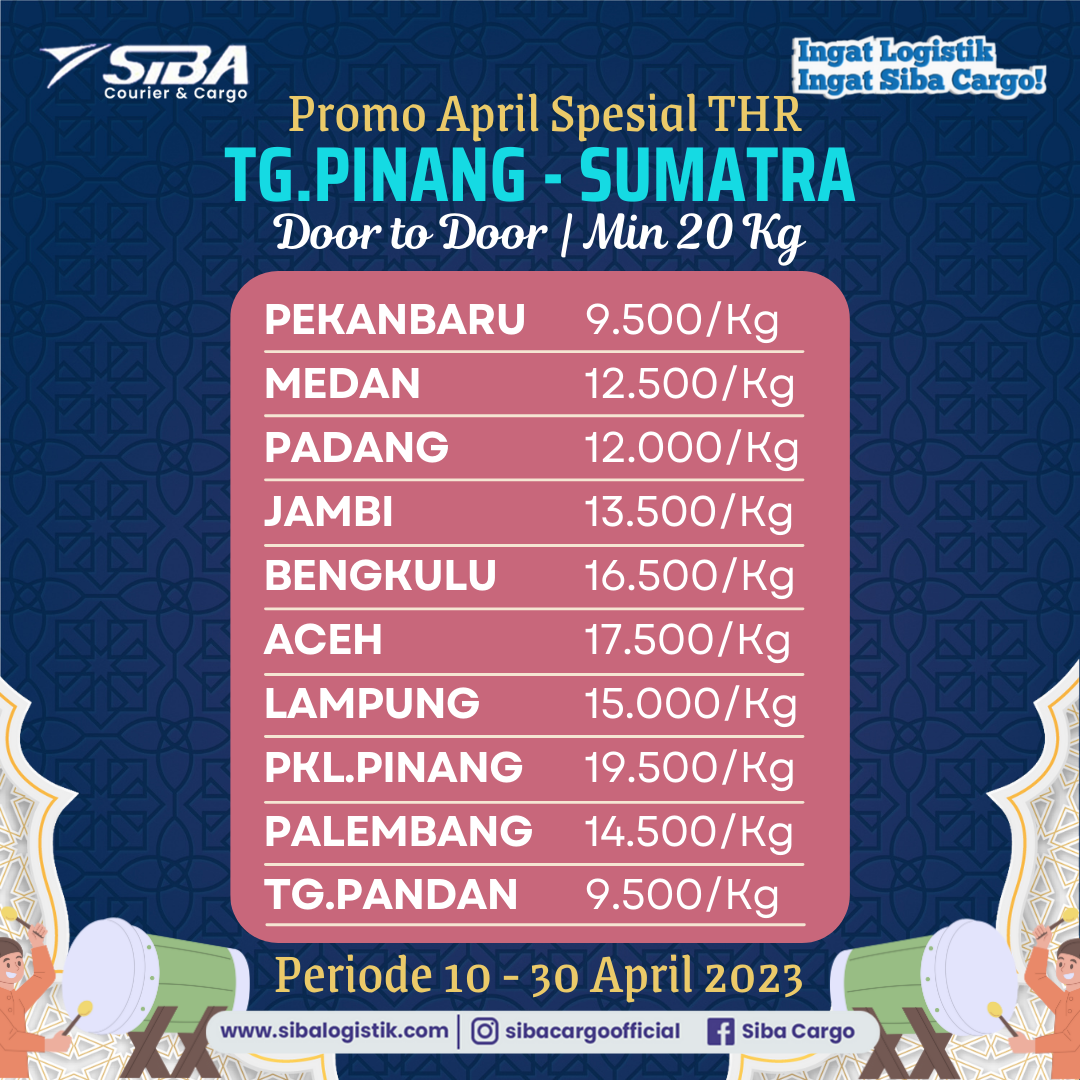 SiBA
Courier & Cargo
Ingat Logistik
Ingat Siba Cargo!
Promo April Spesial THR
TG.PINANG - SUMATRA
Door to Door | Min 20 Kg
PEKANBARU 9.500/Kg
MEDAN 12.500/Kg
PADANG 12.000/Kg
JAMBI 13.500/Kg
BENGKULU 16.500/Kg
ACEH 17.500/Kg
LAMPUNG 15.000/Kg
PKL.PINANG 19.500/Kg
PALEMBANG 14.500/Kg
TG.PANDAN 9.500/Kg
Periode 10 - 30 April 2023
www.sibalogistik.com | sibacargoofficial Siba Cargo